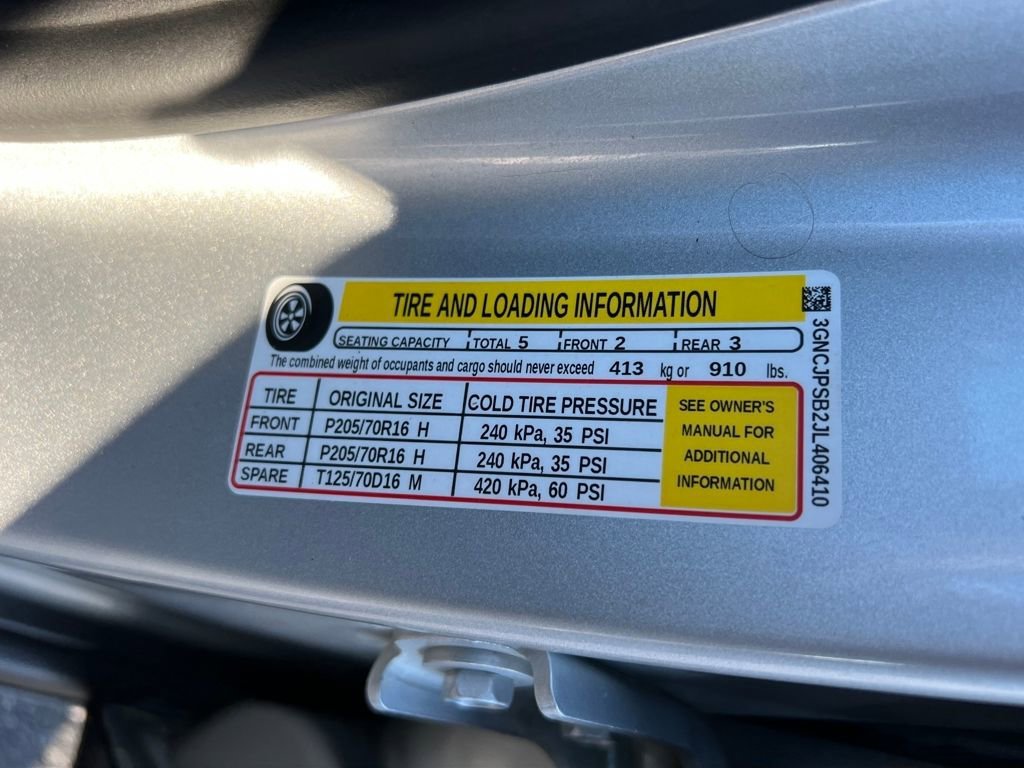 TIRE AND LOADING INFORMATION
SEATING CAPACITY TOTAL 5 FRONT 2 REAR 3
The combined weight of occupants and cargo should never exceed 413 kg or 910 lbs.
TIRE ORIGINAL SIZE COLD TIRE PRESSURE
FRONT P205/70R16 H 240 kPa, 35 PSI
REAR P205/70R16 H 240 kPa, 35 PSI
SPARE T125/70D16 M 420 kPa, 60 PSI
SEE OWNER'S
MANUAL FOR
ADDITIONAL
INFORMATION
3GNCJPSB2JL406410